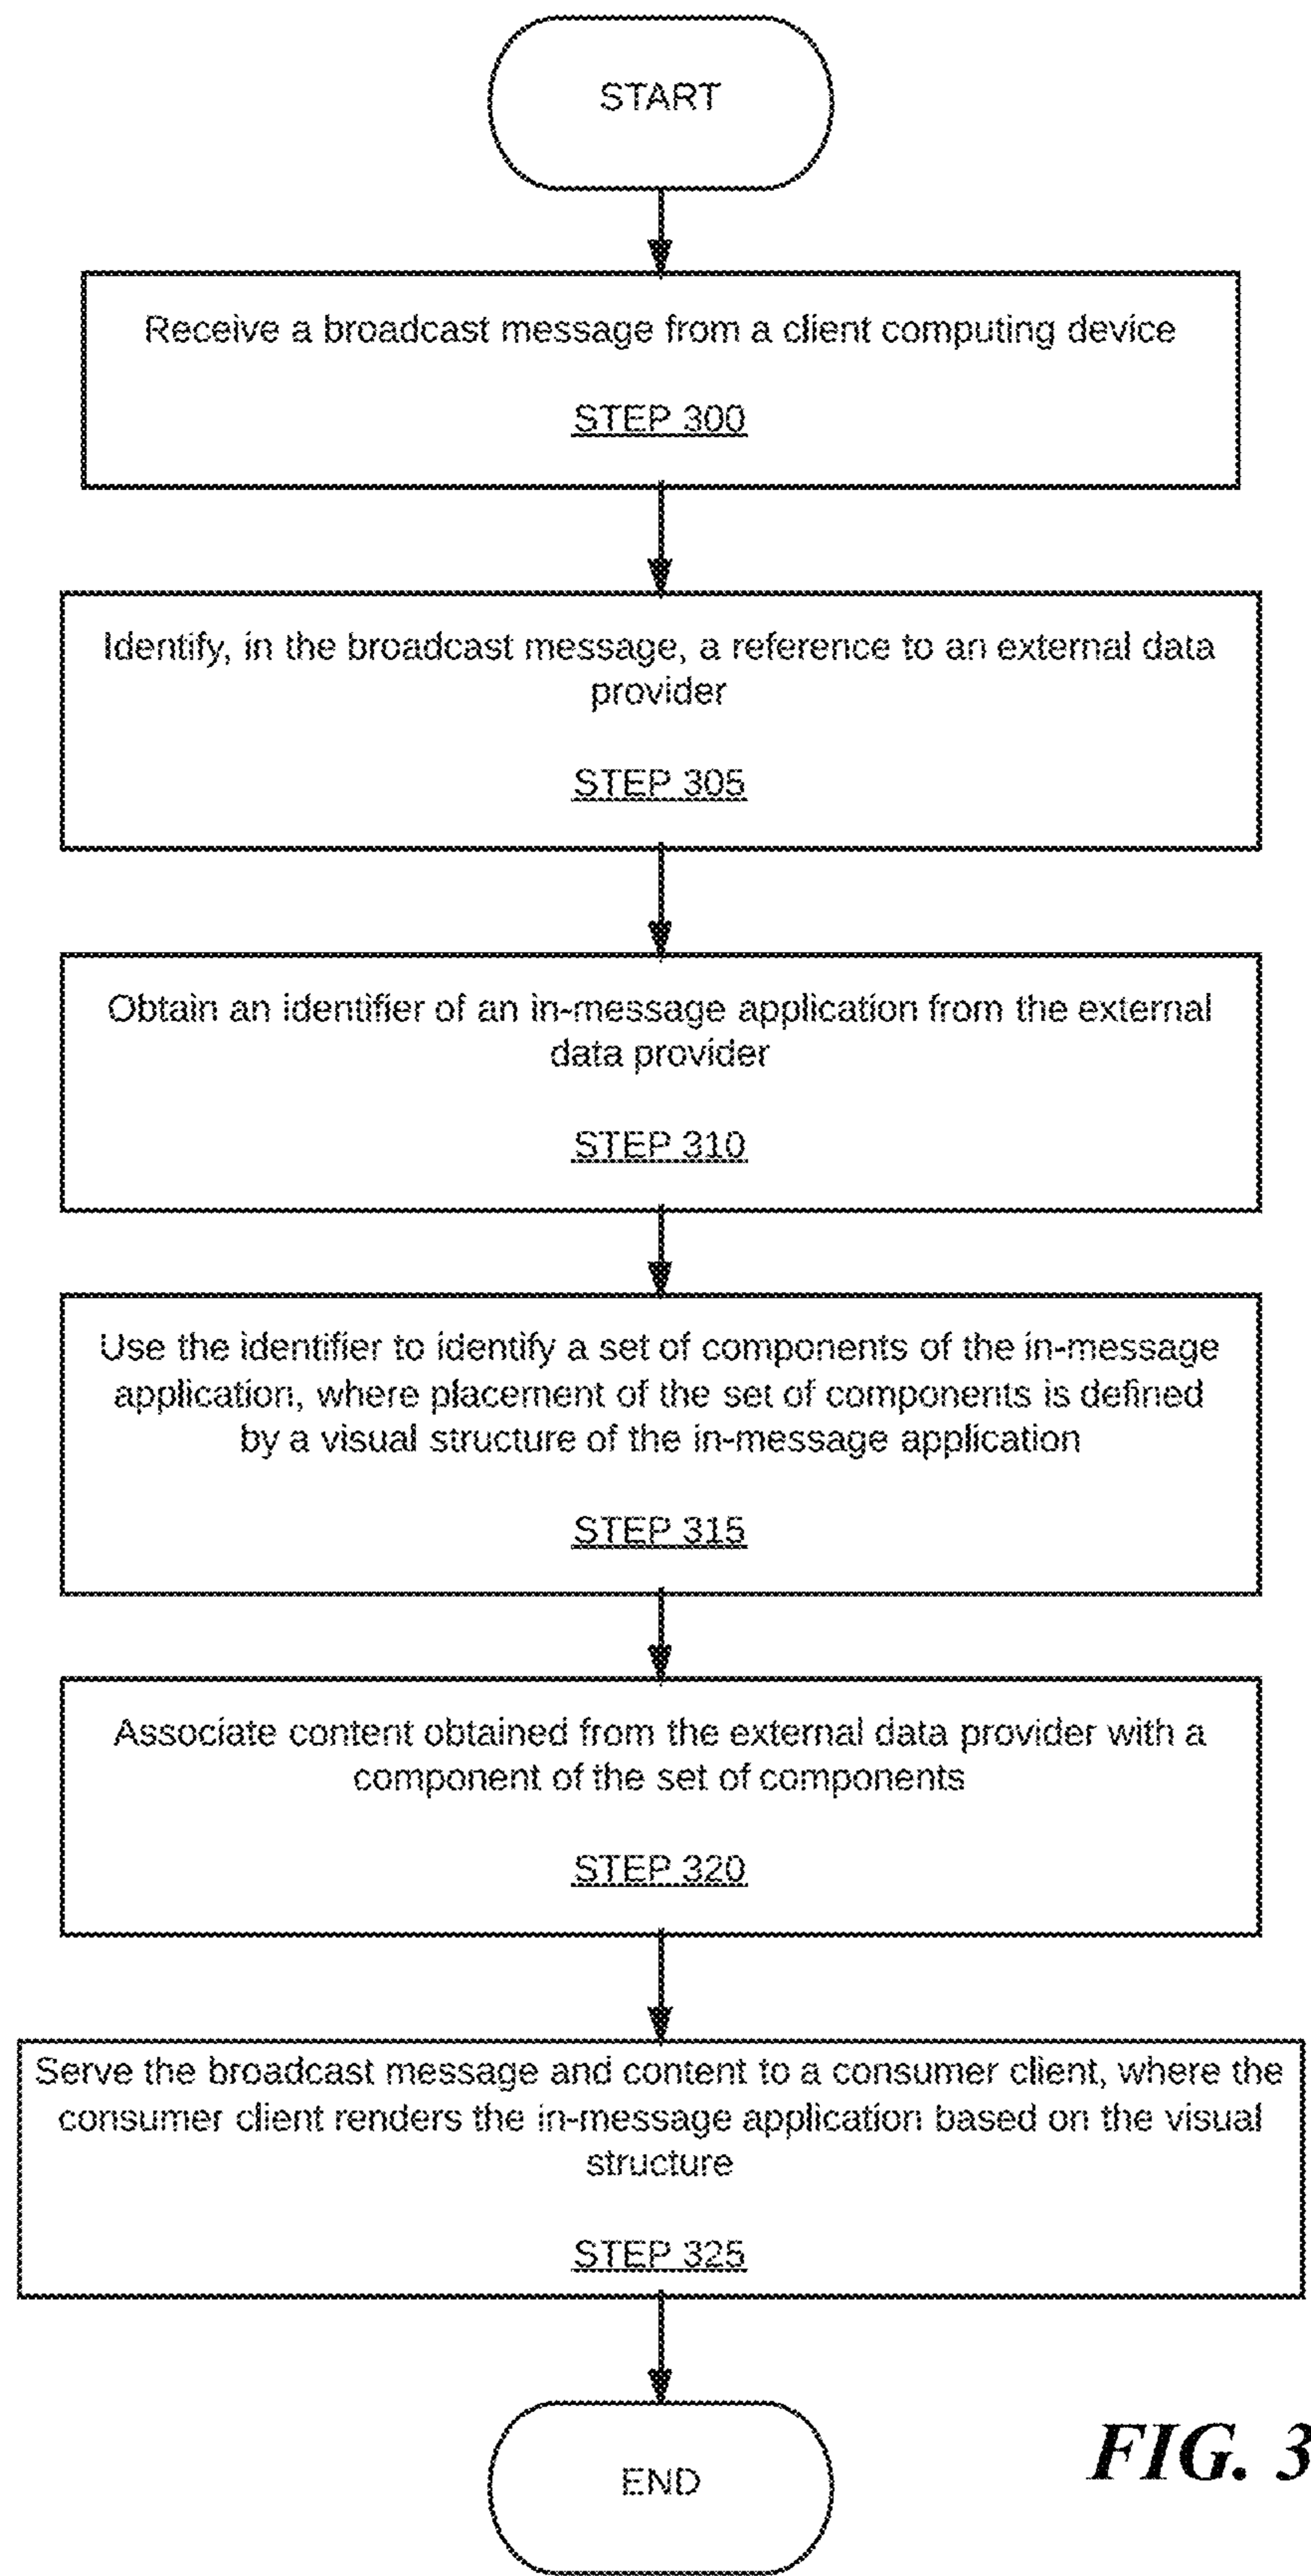 START
Receive a broadcast message from a client computing device
STEP 300
Identify, in the broadcast message, a reference to an external data
provider
STEP 305
Obtain an identifier of an in-message application from the external
data provider
STEP 310
Use the identifier to identify a set of components of the in-message
application, where placement of the set of components is defined
by a visual structure of the in-message application
STEP 315
Associate content obtained from the external data provider with a
component of the set of components
STEP 320
Serve the broadcast message and content to a consumer client, where the
consumer client renders the in-message application based on the visual
structure
STEP 325
END
FIG. 3